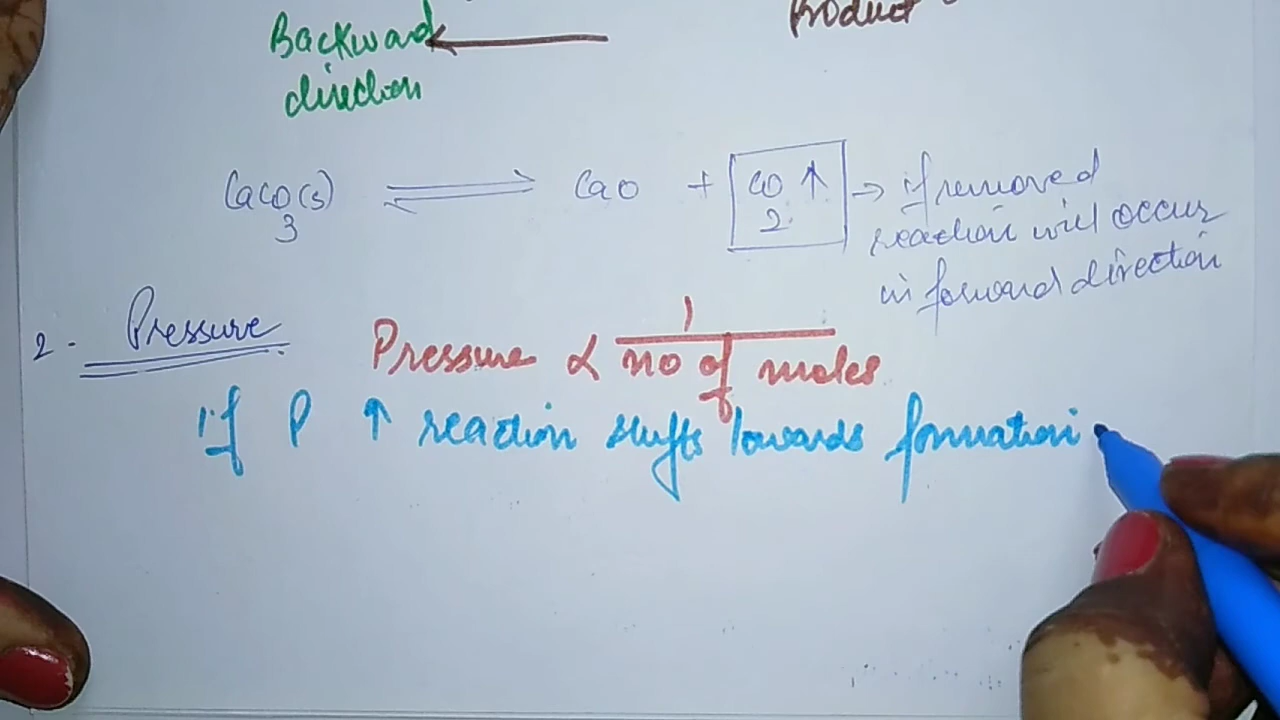 Backward
Product
direction
CaCO3(s) ⇌ CaO + CO2 ↑ → if removed
reaction will occur
in forward direction
2. Pressure
Pressure ∝ 1/no of moles
If P ↑ reaction shifts towards formation